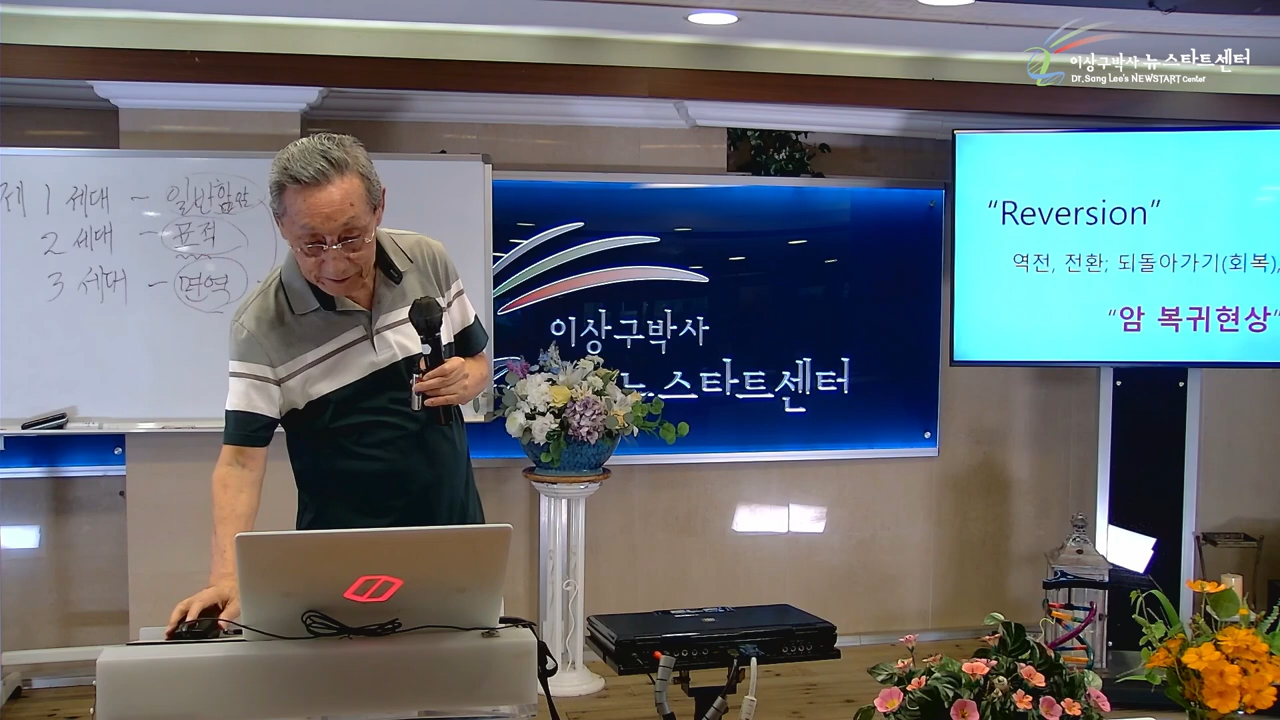 이상구박사 뉴스타트센터
Dr. Sang Lee's NEWSTART Center
제 1 세대 - 일반항암
2 세대 - 표적
3 세대 - 면역
이상구박사
뉴스타트센터
“Reversion”
역전, 전환; 되돌아가기(회복),
“암 복귀현상”